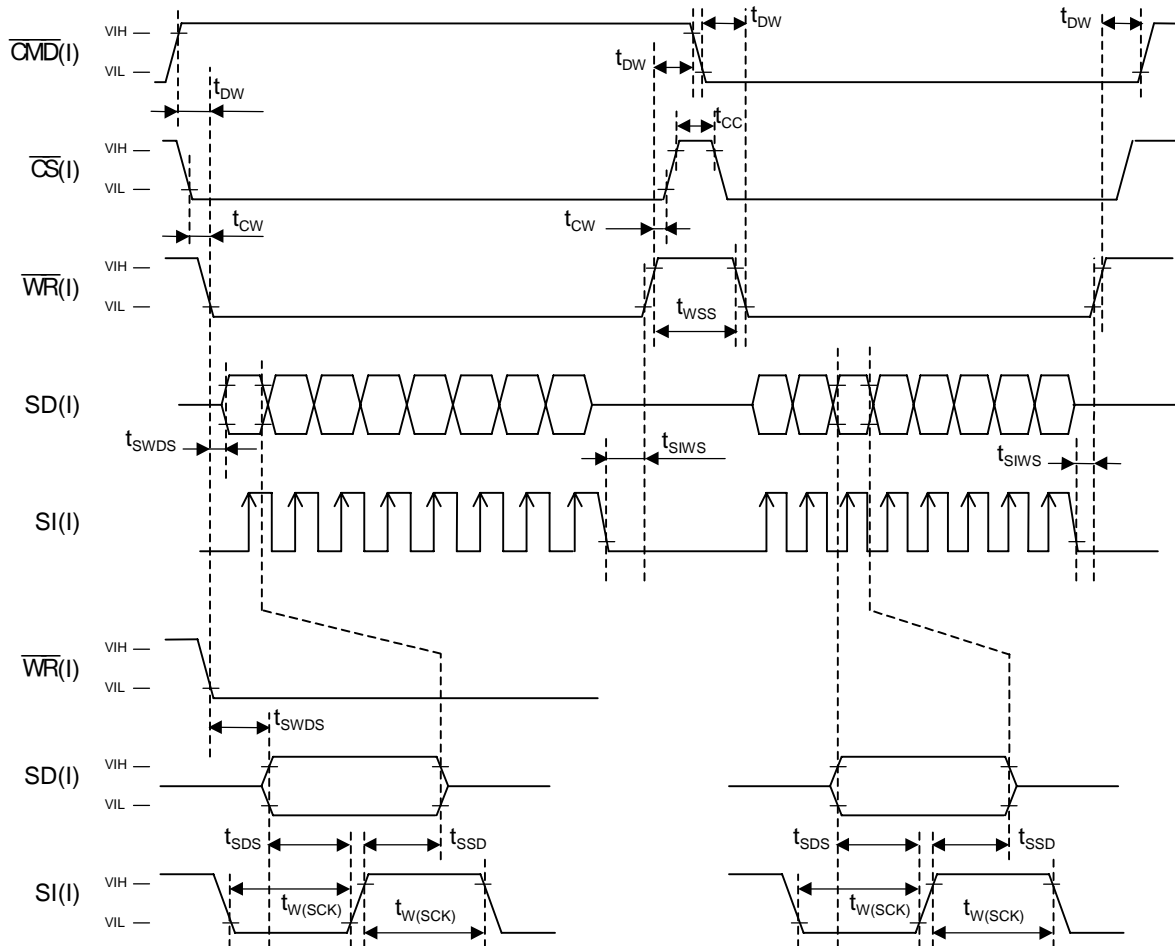 VIH
CMD(I)
VIL
tDW
tDW
tDW
tDW
VIH
CS(I)
VIL
tCC
tCW
tCW
VIH
WR(I)
VIL
tWSS
SD(I)
tSWDS
tSIWS
tSIWS
SI(I)
VIH
WR(I)
VIL
tSWDS
VIH
SD(I)
VIL
tSDS
tSSD
tSDS
tSSD
VIH
SI(I)
VIL
tW(SCK)
tW(SCK)
tW(SCK)
tW(SCK)